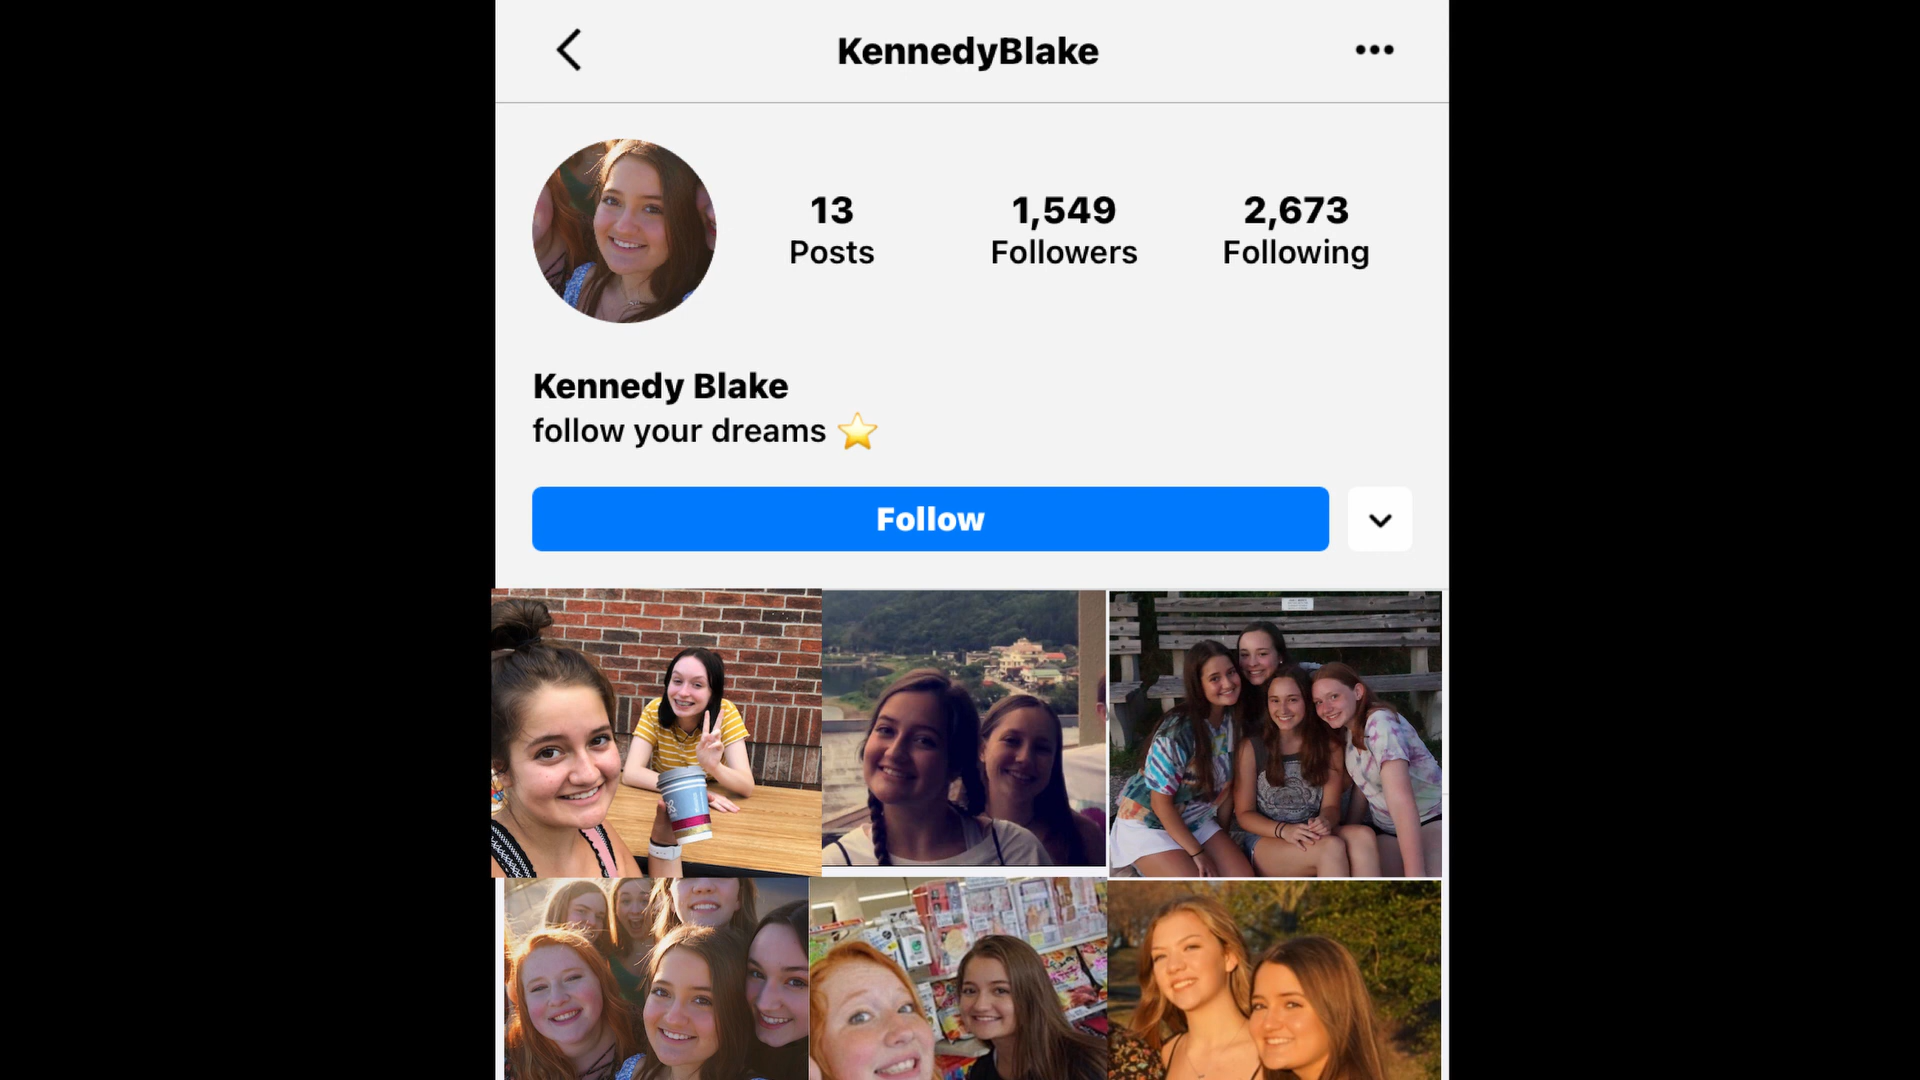 KennedyBlake
13 1,549 2,673
Posts Followers Following
Kennedy Blake
follow your dreams ⭐
Follow